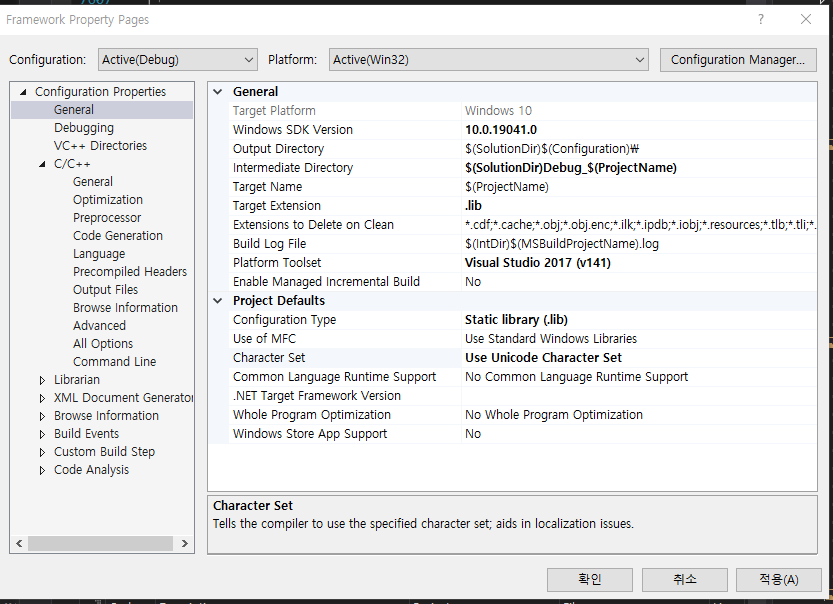 Framework Property Pages
Configuration: Active(Debug) Platform: Active(Win32) Configuration Manager...
Configuration Properties
General
Debugging
VC++ Directories
C/C++
General
Optimization
Preprocessor
Code Generation
Language
Precompiled Headers
Output Files
Browse Information
Advanced
All Options
Command Line
Librarian
XML Document Generator
Browse Information
Build Events
Custom Build Step
Code Analysis
General
Target Platform Windows 10
Windows SDK Version 10.0.19041.0
Output Directory $(SolutionDir)$(Configuration)₩
Intermediate Directory $(SolutionDir)Debug_$(ProjectName)
Target Name $(ProjectName)
Target Extension .lib
Extensions to Delete on Clean *.cdf;*.cache;*.obj;*.obj.enc;*.ilk;*.ipdb;*.iobj;*.resources;*.tlb;*.tli;*.
Build Log File $(IntDir)$(MSBuildProjectName).log
Platform Toolset Visual Studio 2017 (v141)
Enable Managed Incremental Build No
Project Defaults
Configuration Type Static library (.lib)
Use of MFC Use Standard Windows Libraries
Character Set Use Unicode Character Set
Common Language Runtime Support No Common Language Runtime Support
.NET Target Framework Version
Whole Program Optimization No Whole Program Optimization
Windows Store App Support No
Character Set
Tells the compiler to use the specified character set; aids in localization issues.
확인 취소 적용(A)